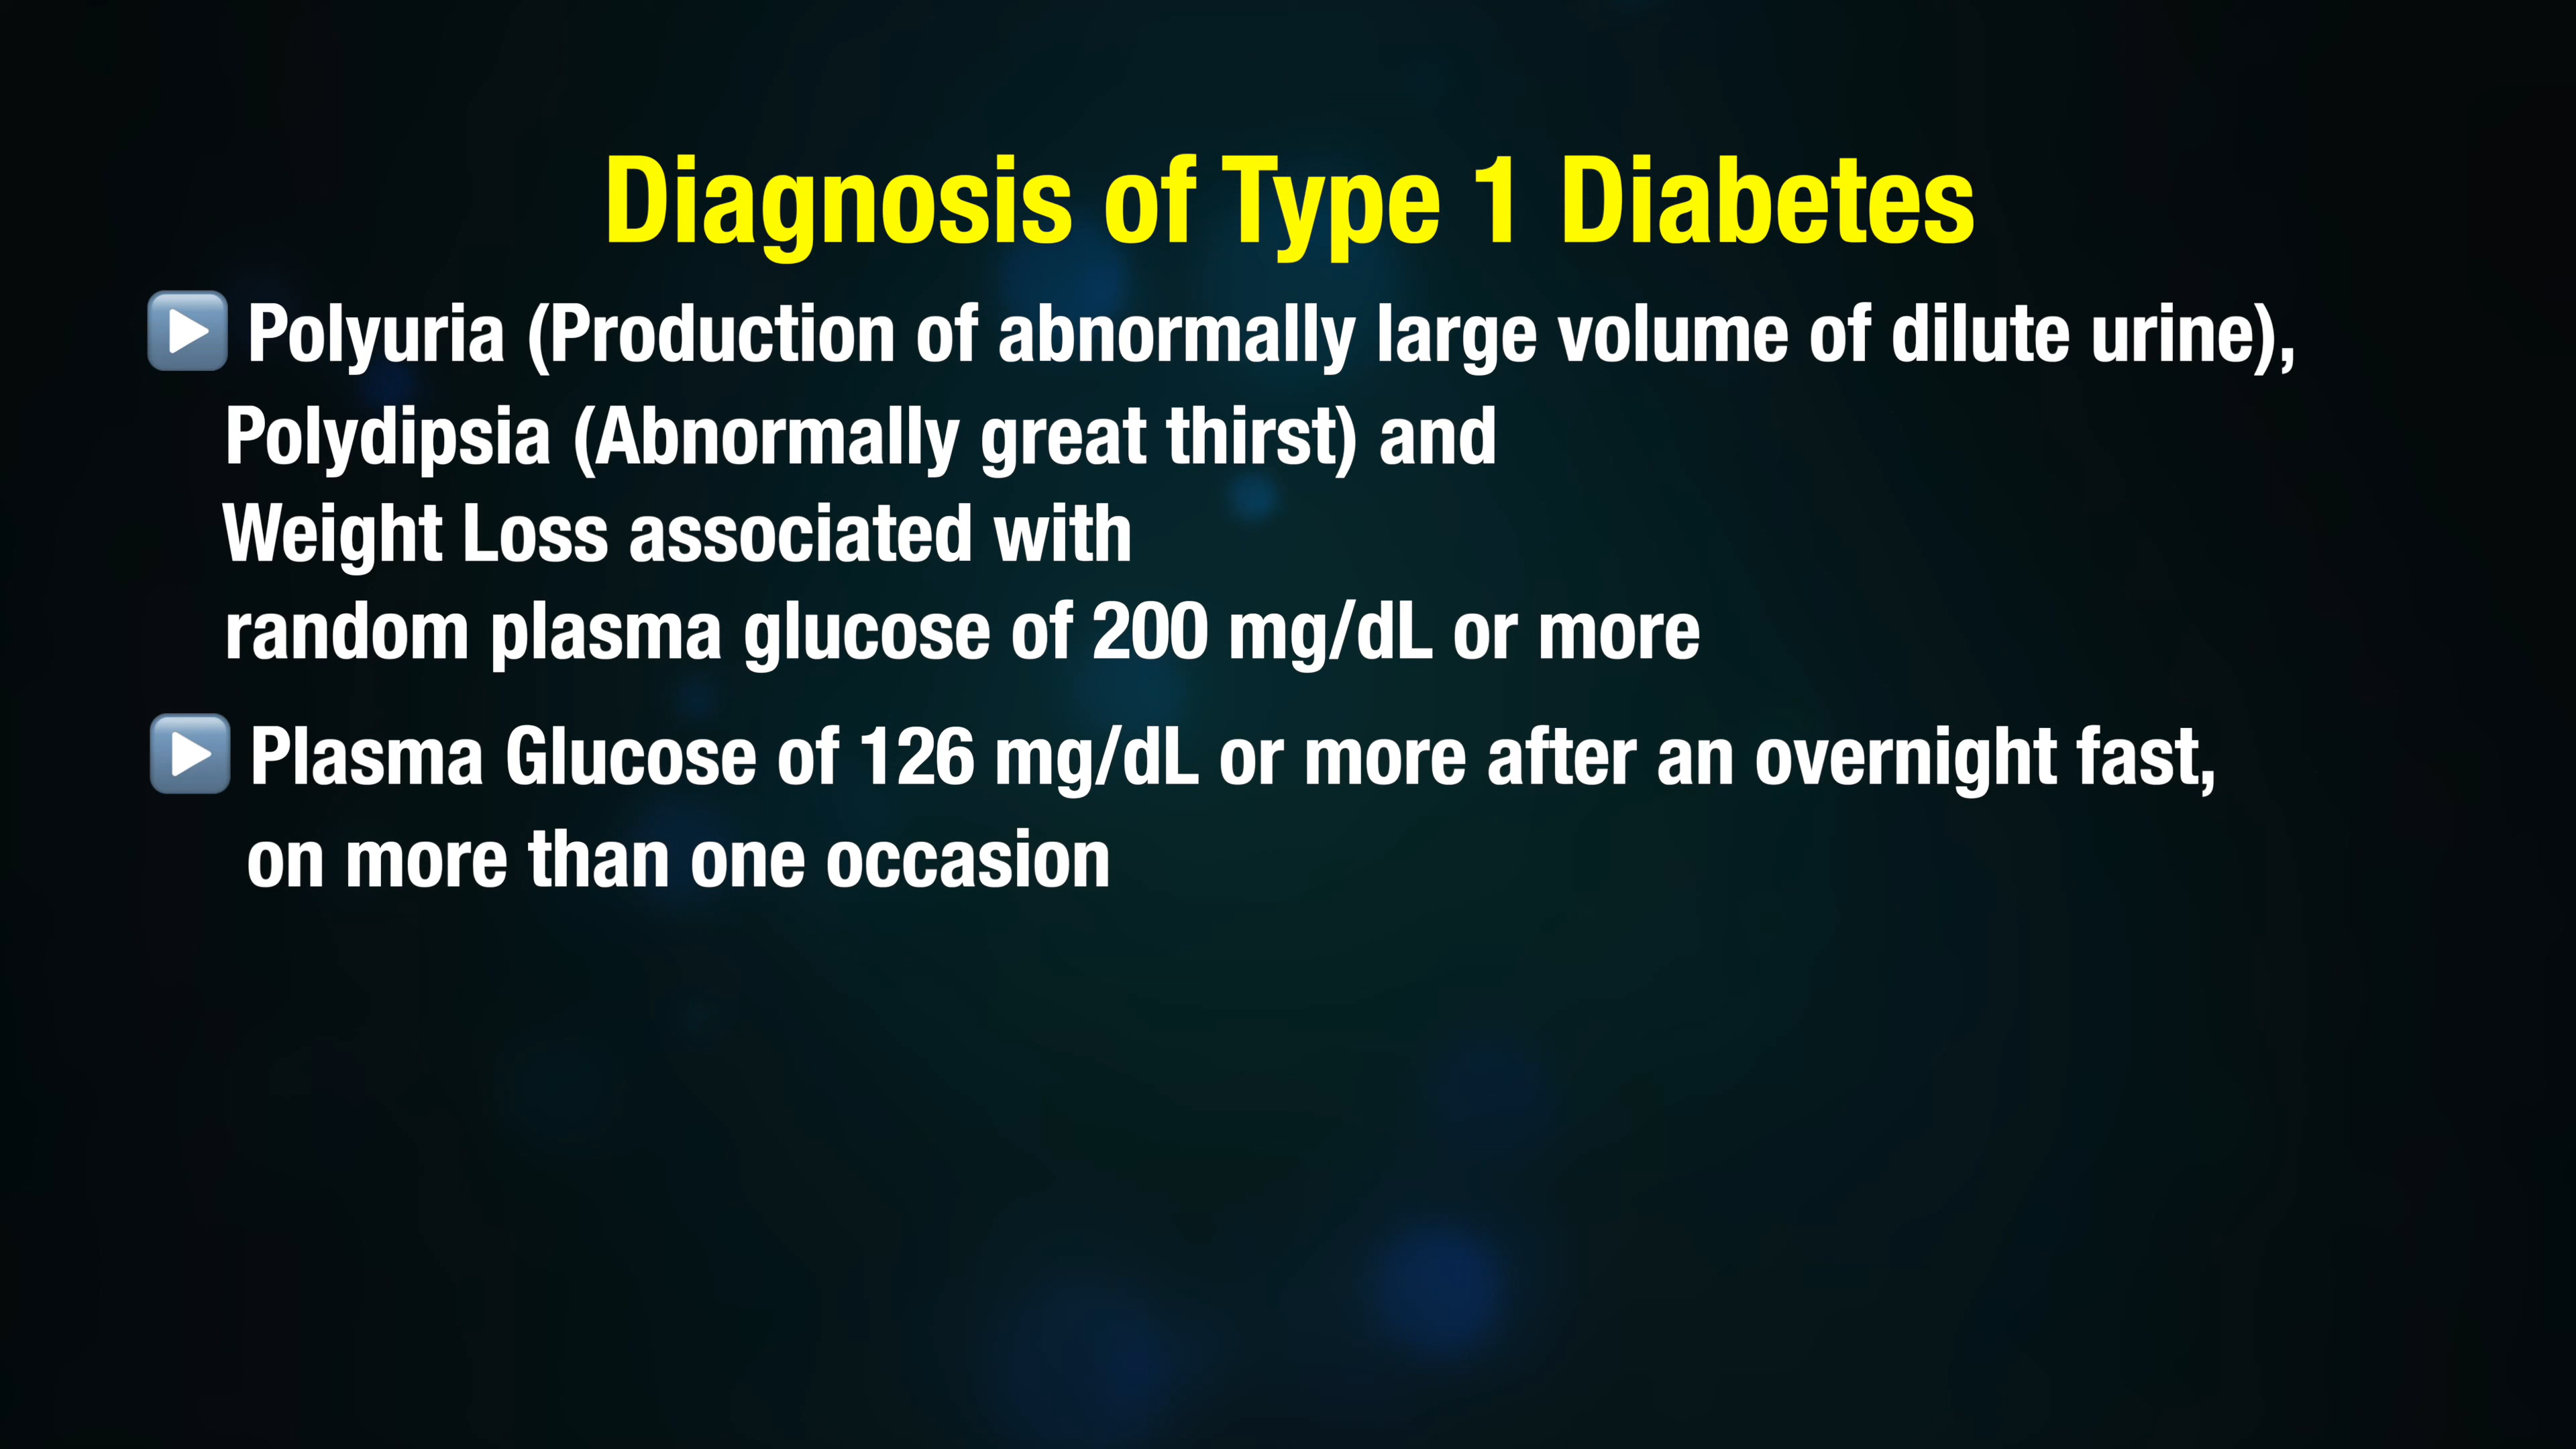 Diagnosis of Type 1 Diabetes
▶ Polyuria (Production of abnormally large volume of dilute urine),
Polydipsia (Abnormally great thirst) and
Weight Loss associated with
random plasma glucose of 200 mg/dL or more
▶ Plasma Glucose of 126 mg/dL or more after an overnight fast,
on more than one occasion